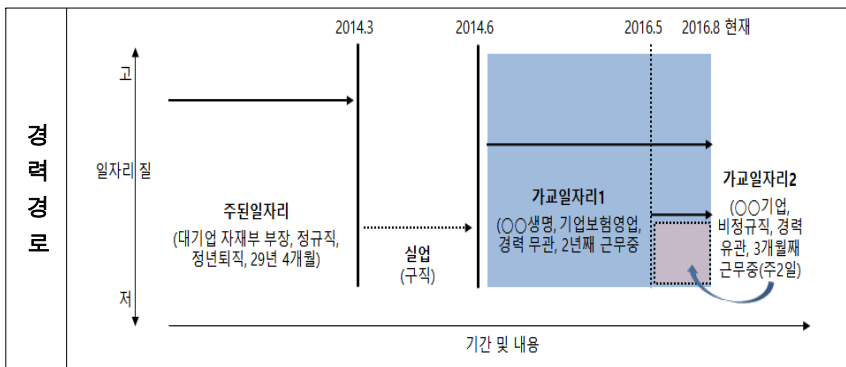 2014.3
2014.6
2016.5
2016.8 현재
경
력
경
로
고
일자리 질
저
주된일자리
(대기업 자재부 부장, 정규직,
정년퇴직, 29년 4개월)
실업
(구직)
가교일자리1
(○○생명, 기업보험영업,
경력 무관, 2년째 근무중)
가교일자리2
(○○기업,
비정규직, 경력
유관, 3개월째
근무중(주2일)
기간 및 내용